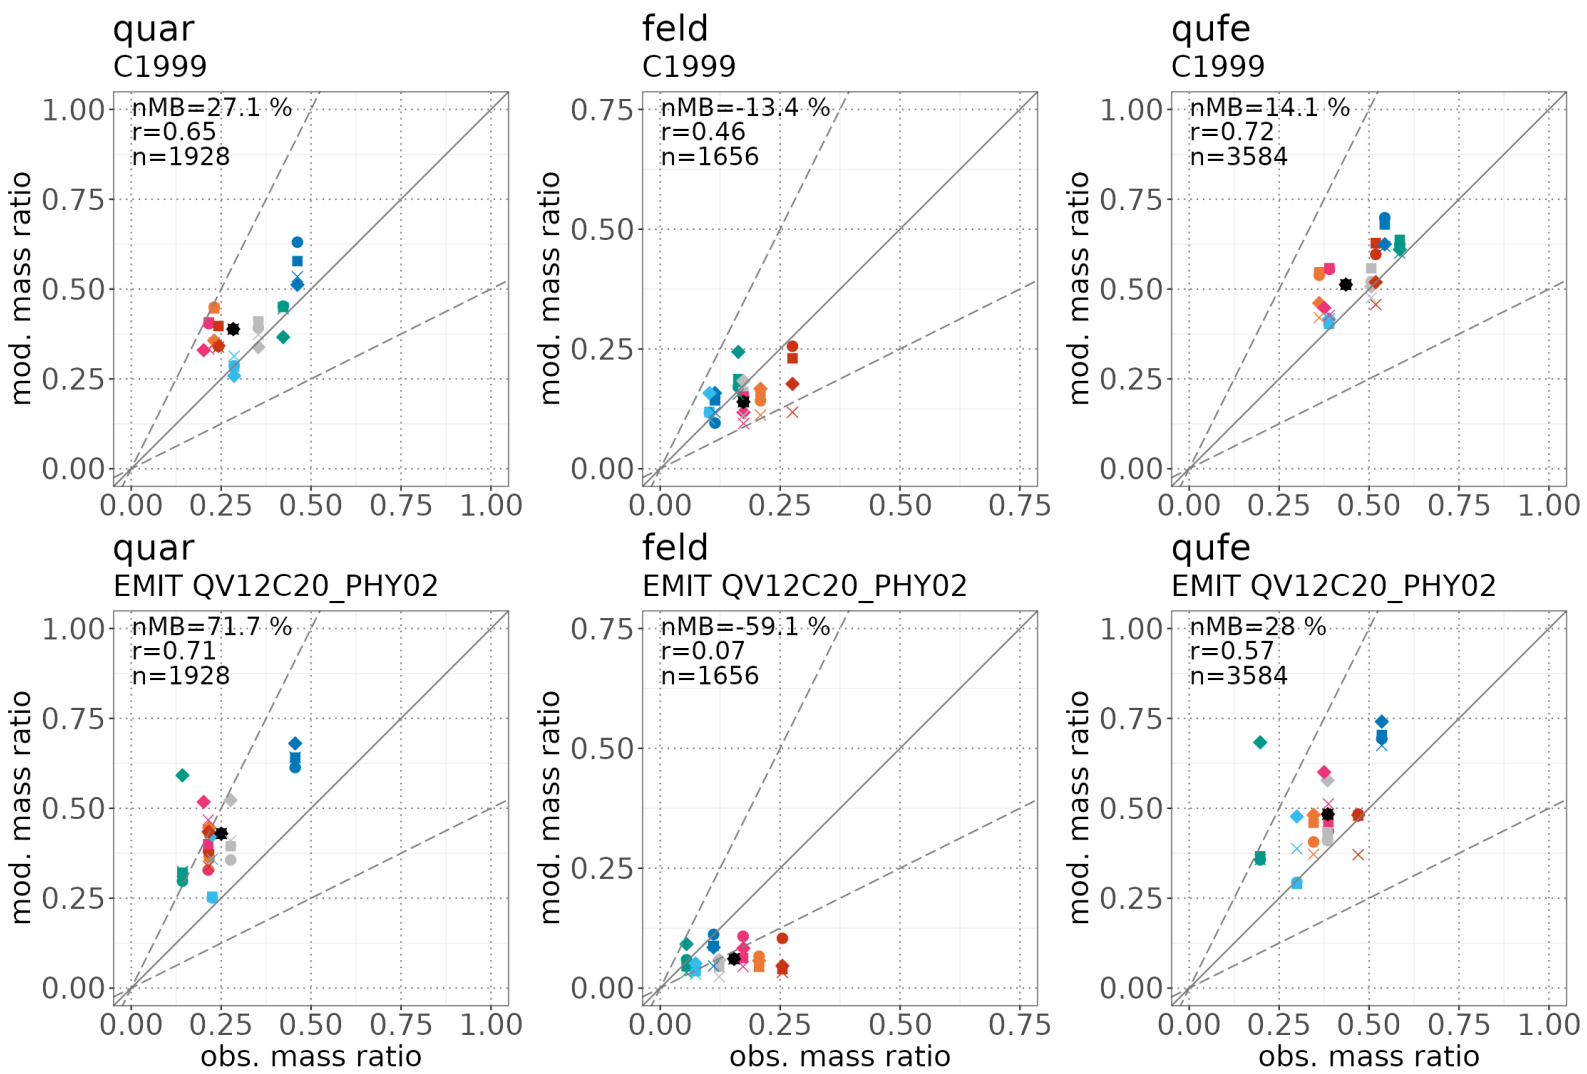 quar
C1999
nMB=27.1 %
r=0.65
n=1928
mod. mass ratio
1.00
0.75
0.50
0.25
0.00
0.00 0.25 0.50 0.75 1.00
feld
C1999
nMB=-13.4 %
r=0.46
n=1656
mod. mass ratio
0.75
0.50
0.25
0.00
0.00 0.25 0.50 0.75
qufe
C1999
nMB=14.1 %
r=0.72
n=3584
mod. mass ratio
1.00
0.75
0.50
0.25
0.00
0.00 0.25 0.50 0.75 1.00
quar
EMIT QV12C20_PHY02
nMB=71.7 %
r=0.71
n=1928
mod. mass ratio
1.00
0.75
0.50
0.25
0.00
0.00 0.25 0.50 0.75 1.00
obs. mass ratio
feld
EMIT QV12C20_PHY02
nMB=-59.1 %
r=0.07
n=1656
mod. mass ratio
0.75
0.50
0.25
0.00
0.00 0.25 0.50 0.75
obs. mass ratio
qufe
EMIT QV12C20_PHY02
nMB=28 %
r=0.57
n=3584
mod. mass ratio
1.00
0.75
0.50
0.25
0.00
0.00 0.25 0.50 0.75 1.00
obs. mass ratio